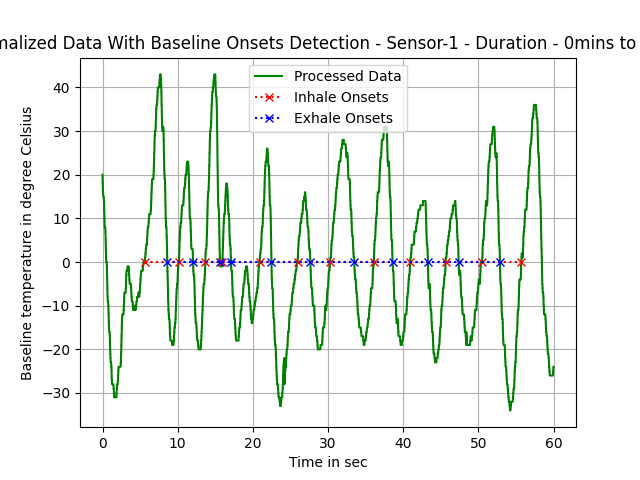 malized Data With Baseline Onsets Detection - Sensor-1 - Duration - 0mins to
Processed Data
Inhale Onsets
Exhale Onsets
Baseline temperature in degree Celsius
40
30
20
10
0
−10
−20
−30
0 10 20 30 40 50 60
Time in sec